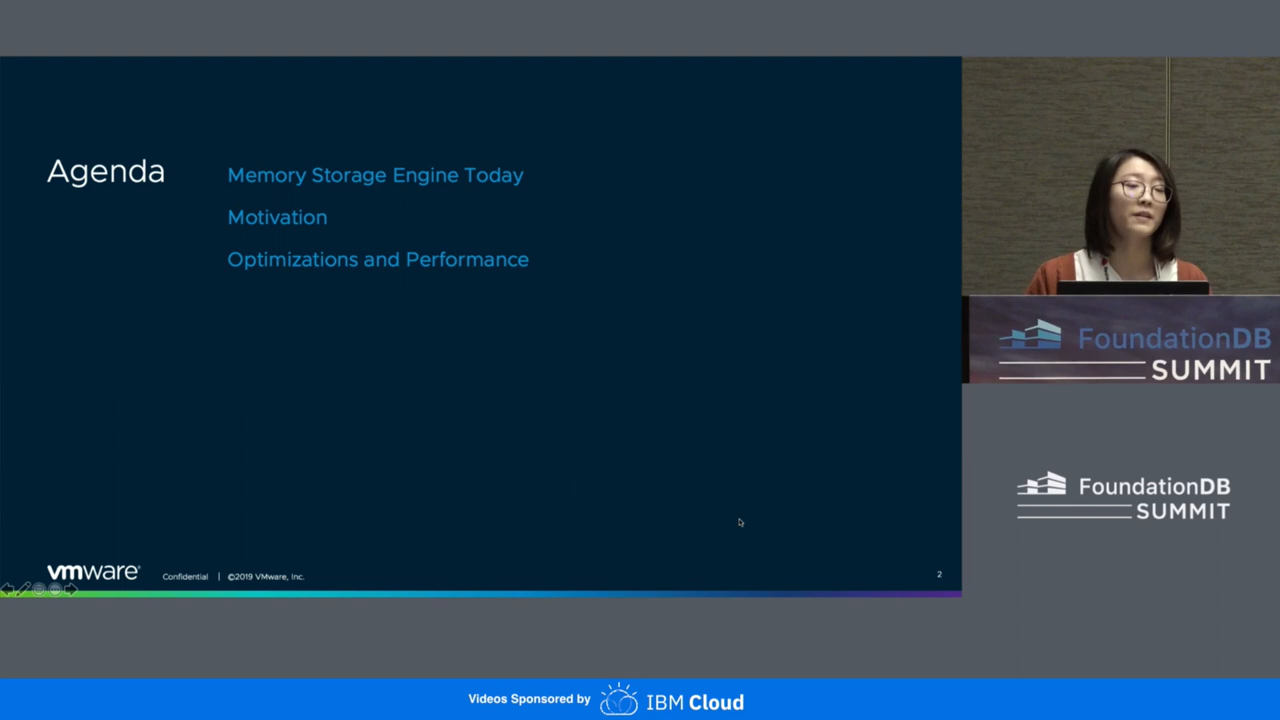 Agenda
Memory Storage Engine Today
Motivation
Optimizations and Performance
vmware®
Confidential | ©2019 VMware, Inc.
2
FoundationDB
SUMMIT
FoundationDB
SUMMIT
Videos Sponsored by IBM Cloud